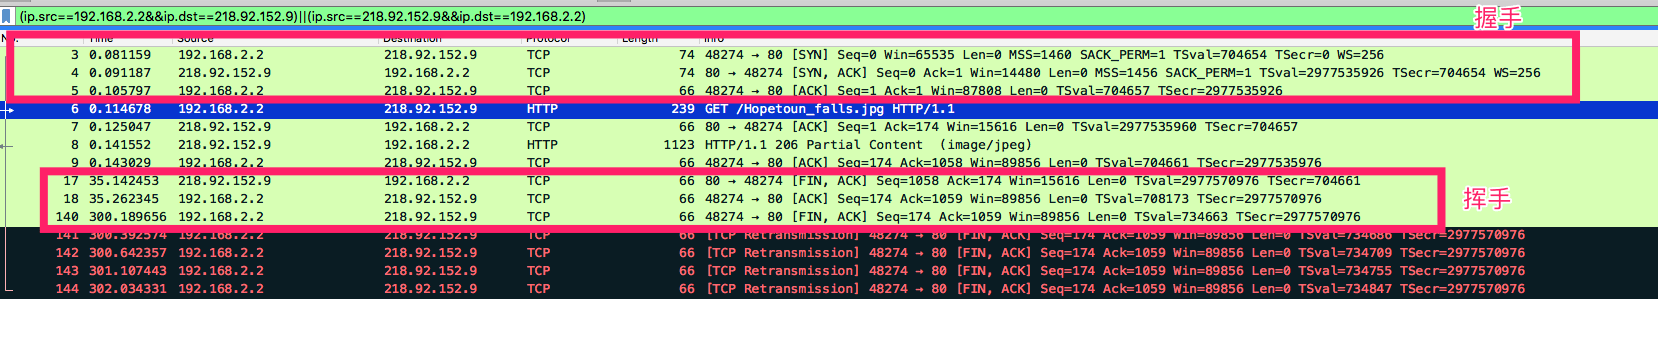 (ip.src==192.168.2.2&&ip.dst==218.92.152.9)||(ip.src==218.92.152.9&&ip.dst==192.168.2.2)
握手
No. Time Source Destination Protocol Length Info
3 0.081159 192.168.2.2 218.92.152.9 TCP 74 48274 → 80 [SYN] Seq=0 Win=65535 Len=0 MSS=1460 SACK_PERM=1 TSval=704654 TSecr=0 WS=256
4 0.091187 218.92.152.9 192.168.2.2 TCP 74 80 → 48274 [SYN, ACK] Seq=0 Ack=1 Win=14480 Len=0 MSS=1456 SACK_PERM=1 TSval=2977535926 TSecr=704654 WS=256
5 0.105797 192.168.2.2 218.92.152.9 TCP 66 48274 → 80 [ACK] Seq=1 Ack=1 Win=87808 Len=0 TSval=704657 TSecr=2977535926
6 0.114678 192.168.2.2 218.92.152.9 HTTP 239 GET /Hopetoun_falls.jpg HTTP/1.1
7 0.125047 218.92.152.9 192.168.2.2 TCP 66 80 → 48274 [ACK] Seq=1 Ack=174 Win=15616 Len=0 TSval=2977535960 TSecr=704657
8 0.141552 218.92.152.9 192.168.2.2 HTTP 1123 HTTP/1.1 206 Partial Content (image/jpeg)
9 0.143029 192.168.2.2 218.92.152.9 TCP 66 48274 → 80 [ACK] Seq=174 Ack=1058 Win=89856 Len=0 TSval=704661 TSecr=2977535976
17 35.142453 218.92.152.9 192.168.2.2 TCP 66 80 → 48274 [FIN, ACK] Seq=1058 Ack=174 Win=15616 Len=0 TSval=2977570976 TSecr=704661
18 35.262345 192.168.2.2 218.92.152.9 TCP 66 48274 → 80 [ACK] Seq=174 Ack=1059 Win=89856 Len=0 TSval=708173 TSecr=2977570976
挥手
140 300.189656 192.168.2.2 218.92.152.9 TCP 66 48274 → 80 [FIN, ACK] Seq=174 Ack=1059 Win=89856 Len=0 TSval=734663 TSecr=2977570976
141 300.392574 192.168.2.2 218.92.152.9 TCP 66 [TCP Retransmission] 48274 → 80 [FIN, ACK] Seq=174 Ack=1059 Win=89856 Len=0 TSval=734686 TSecr=2977570976
142 300.642357 192.168.2.2 218.92.152.9 TCP 66 [TCP Retransmission] 48274 → 80 [FIN, ACK] Seq=174 Ack=1059 Win=89856 Len=0 TSval=734709 TSecr=2977570976
143 301.107443 192.168.2.2 218.92.152.9 TCP 66 [TCP Retransmission] 48274 → 80 [FIN, ACK] Seq=174 Ack=1059 Win=89856 Len=0 TSval=734755 TSecr=2977570976
144 302.034331 192.168.2.2 218.92.152.9 TCP 66 [TCP Retransmission] 48274 → 80 [FIN, ACK] Seq=174 Ack=1059 Win=89856 Len=0 TSval=734847 TSecr=2977570976